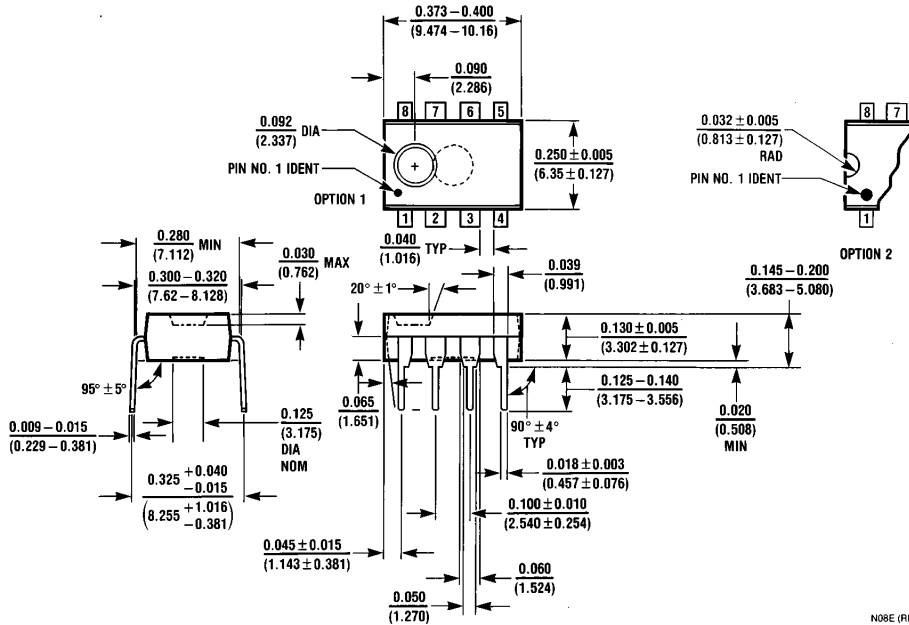 0.373 – 0.400
(9.474 – 10.16)
0.090
(2.286)
8 7 6 5
0.092 DIA
(2.337)
PIN NO. 1 IDENT
OPTION 1
1 2 3 4
0.250 ± 0.005
(6.35 ± 0.127)
0.032 ± 0.005
(0.813 ± 0.127)
RAD
PIN NO. 1 IDENT
8 7
1
OPTION 2
0.280 MIN
(7.112)
0.300 – 0.320
(7.62 – 8.128)
0.030 MAX
(0.762)
0.040 TYP
(1.016)
0.039
(0.991)
20° ± 1°
0.145 – 0.200
(3.683 – 5.080)
0.130 ± 0.005
(3.302 ± 0.127)
0.125 – 0.140
(3.175 – 3.556)
0.020
(0.508)
MIN
95° ± 5°
0.009 – 0.015
(0.229 – 0.381)
0.125
(3.175)
DIA
NOM
0.065
(1.651)
90° ± 4°
TYP
0.018 ± 0.003
(0.457 ± 0.076)
0.325 +0.040
−0.015
(8.255 +1.016
−0.381)
0.100 ± 0.010
(2.540 ± 0.254)
0.045 ± 0.015
(1.143 ± 0.381)
0.060
(1.524)
0.050
(1.270)
N08E